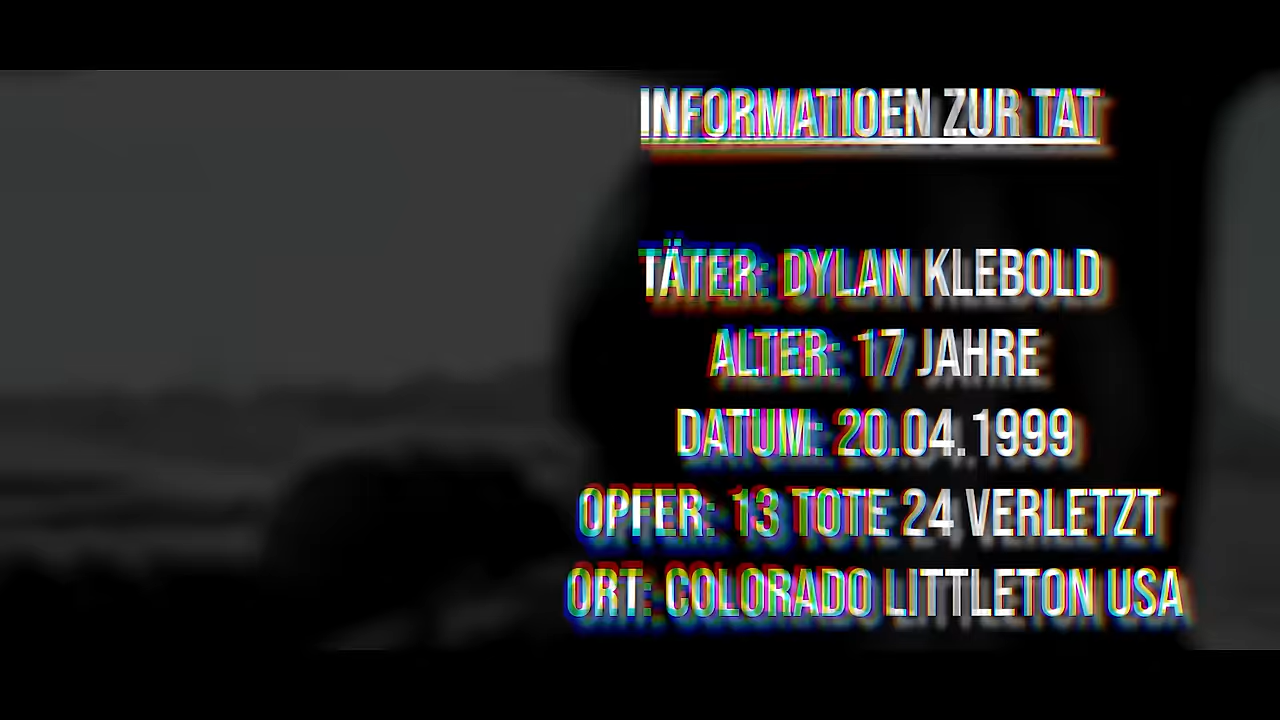 INFORMATIOEN ZUR TAT
TÄTER: DYLAN KLEBOLD
ALTER: 17 JAHRE
DATUM: 20.04.1999
OPFER: 13 TOTE 24 VERLETZT
ORT: COLORADO LITTLETON USA